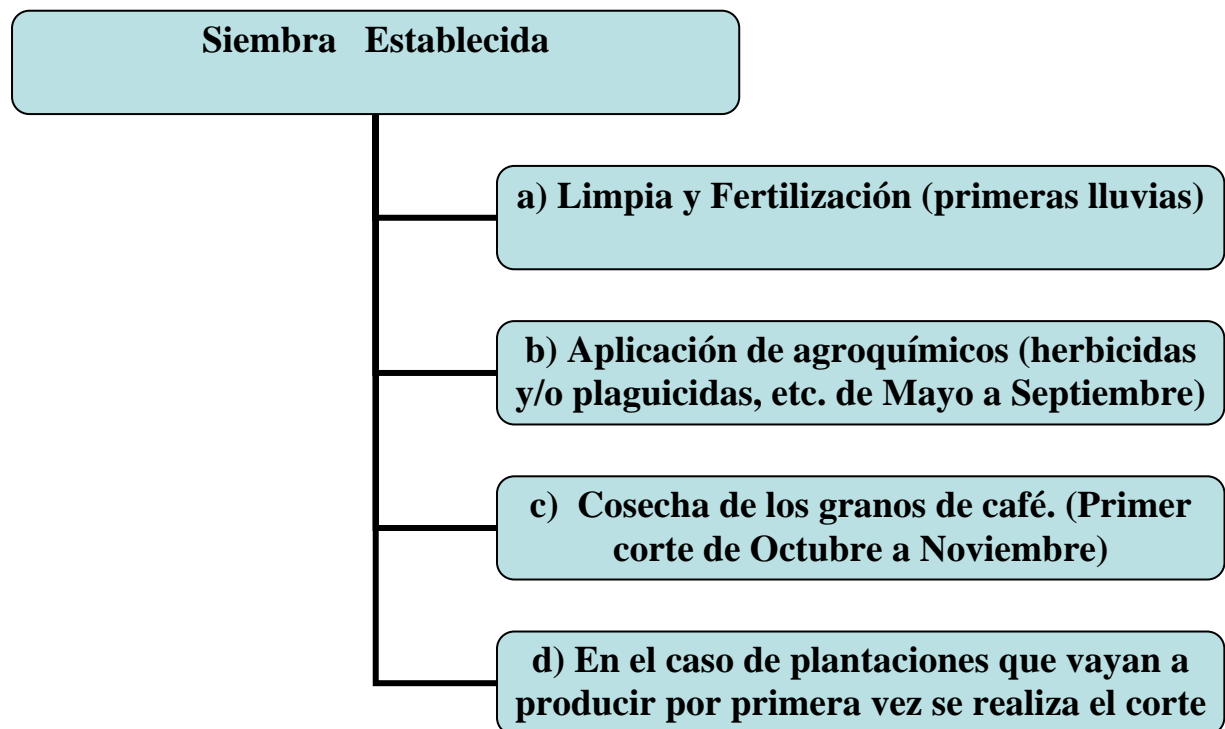 Siembra Establecida
a) Limpia y Fertilización (primeras lluvias)
b) Aplicación de agroquímicos (herbicidas
y/o plaguicidas, etc. de Mayo a Septiembre)
c) Cosecha de los granos de café. (Primer
corte de Octubre a Noviembre)
d) En el caso de plantaciones que vayan a
producir por primera vez se realiza el corte